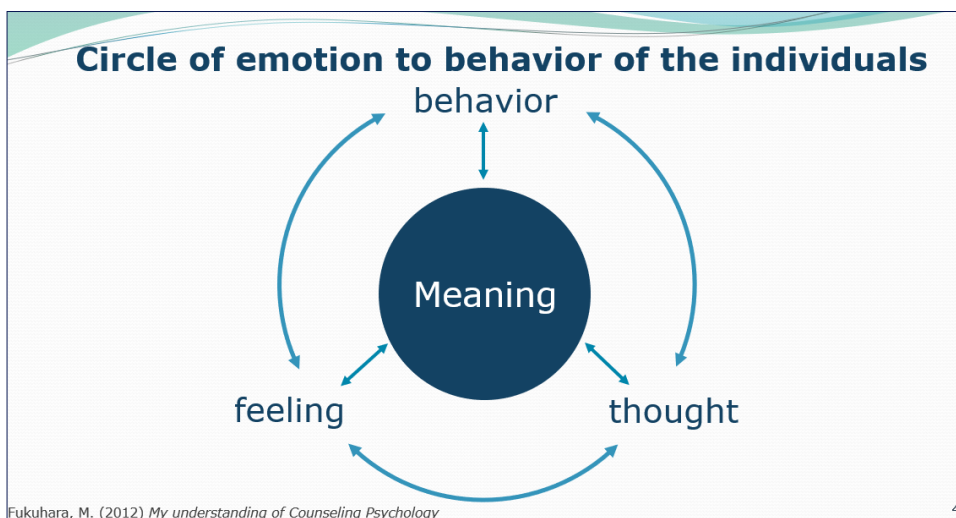 Circle of emotion to behavior of the individuals
behavior
Meaning
feeling
thought
Fukuhara, M. (2012) My understanding of Counseling Psychology
4